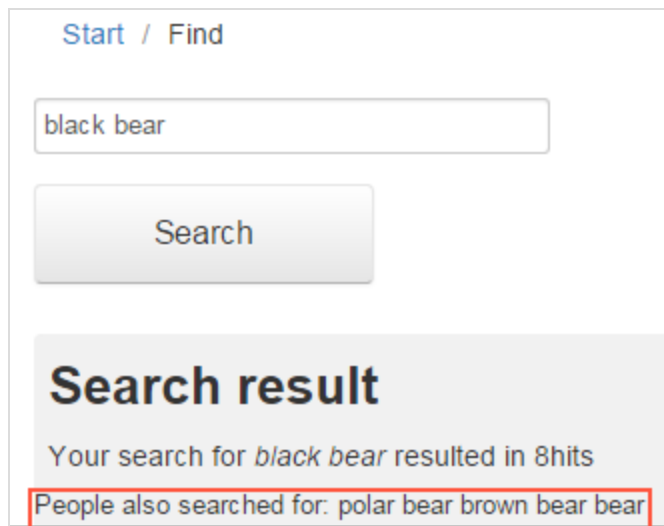 Start / Find
black bear
Search
Search result
Your search for black bear resulted in 8hits
People also searched for: polar bear brown bear bear